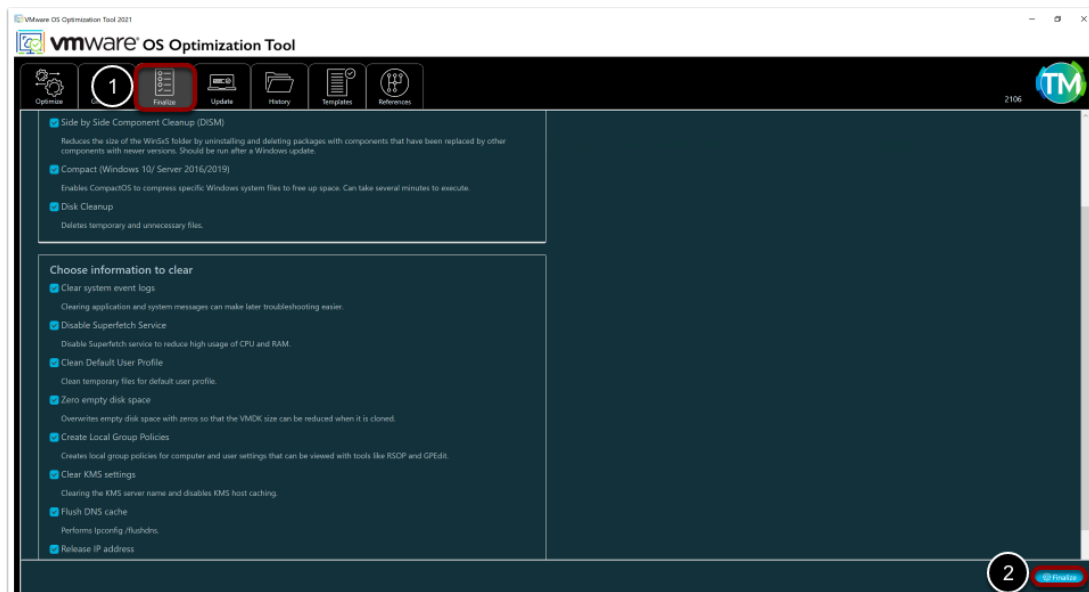 VMware OS Optimization Tool 2021
vmware® OS Optimization Tool
Optimize
1
Finalize
Update
History
Templates
References
2106
TM
Side by Side Component Cleanup (DISM)
Reduces the size of the WinSxS folder by uninstalling and deleting packages with components that have been replaced by other
components with newer versions. Should be run after a Windows update.
Compact (Windows 10/ Server 2016/2019)
Enables CompactOS to compress specific Windows system files to free up space. Can take several minutes to execute.
Disk Cleanup
Deletes temporary and unnecessary files.
Choose information to clear
Clear system event logs
Clearing application and system messages can make later troubleshooting easier.
Disable Superfetch Service
Disable Superfetch service to reduce high usage of CPU and RAM.
Clean Default User Profile
Clean temporary files for default user profile.
Zero empty disk space
Overwrites empty disk space with zeros so that the VMDK size can be reduced when it is cloned.
Create Local Group Policies
Creates local group policies for computer and user settings that can be viewed with tools like RSOP and GPEdit.
Clear KMS settings
Clearing the KMS server name and disables KMS host caching.
Flush DNS cache
Performs Ipconfig /flushdns.
Release IP address
2
Finalize